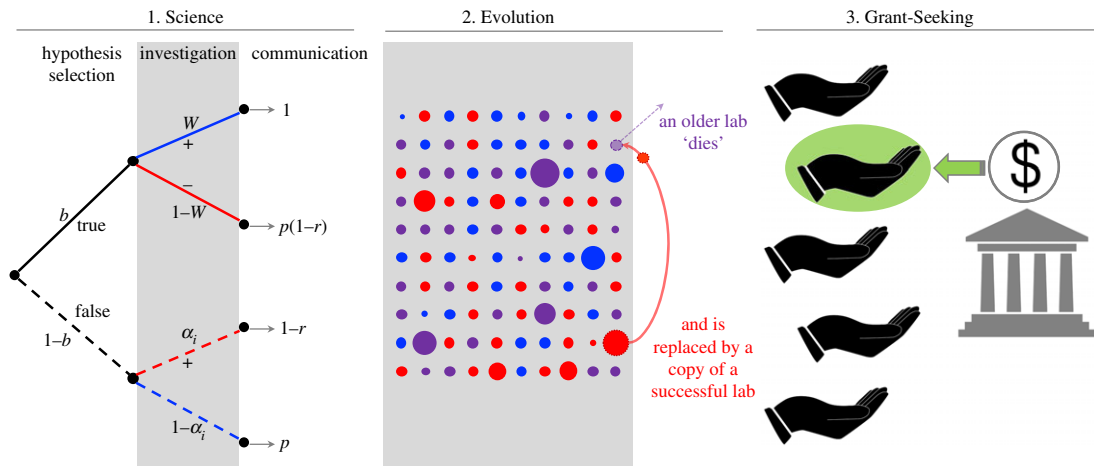 1. Science
hypothesis
selection
investigation
communication
W
+
1
–
1–W
p(1–r)
b
true
false
1–b
α_i
+
1–r
1–α_i
p
2. Evolution
an older lab
‘dies’
and is
replaced by a
copy of a
successful lab
3. Grant-Seeking
$